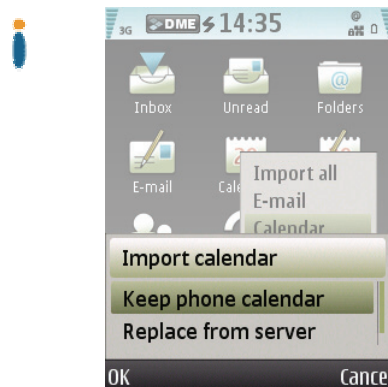 3G DME 14:35
Inbox Unread Folders
E-mail
Import all
E-mail
Calendar
Import calendar
Keep phone calendar
Replace from server
OK Cance